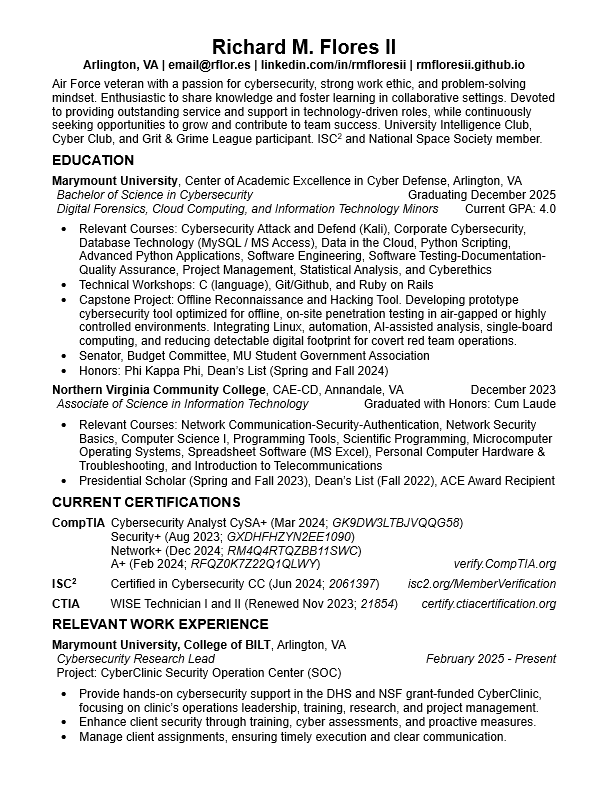 Richard M. Flores II
Arlington, VA | email@rflor.es | linkedin.com/in/rmfloresii | rmfloresii.github.io
Air Force veteran with a passion for cybersecurity, strong work ethic, and problem-solving
mindset. Enthusiastic to share knowledge and foster learning in collaborative settings. Devoted
to providing outstanding service and support in technology-driven roles, while continuously
seeking opportunities to grow and contribute to team success. University Intelligence Club,
Cyber Club, and Grit & Grime League participant. ISC² and National Space Society member.
EDUCATION
Marymount University, Center of Academic Excellence in Cyber Defense, Arlington, VA
Bachelor of Science in Cybersecurity Graduating December 2025
Digital Forensics, Cloud Computing, and Information Technology Minors Current GPA: 4.0
• Relevant Courses: Cybersecurity Attack and Defend (Kali), Corporate Cybersecurity,
Database Technology (MySQL / MS Access), Data in the Cloud, Python Scripting,
Advanced Python Applications, Software Engineering, Software Testing-Documentation-
Quality Assurance, Project Management, Statistical Analysis, and Cyberethics
• Technical Workshops: C (language), Git/Github, and Ruby on Rails
• Capstone Project: Offline Reconnaissance and Hacking Tool. Developing prototype
cybersecurity tool optimized for offline, on-site penetration testing in air-gapped or highly
controlled environments. Integrating Linux, automation, AI-assisted analysis, single-board
computing, and reducing detectable digital footprint for covert red team operations.
• Senator, Budget Committee, MU Student Government Association
• Honors: Phi Kappa Phi, Dean's List (Spring and Fall 2024)
Northern Virginia Community College, CAE-CD, Annandale, VA December 2023
Associate of Science in Information Technology Graduated with Honors: Cum Laude
• Relevant Courses: Network Communication-Security-Authentication, Network Security
Basics, Computer Science I, Programming Tools, Scientific Programming, Microcomputer
Operating Systems, Spreadsheet Software (MS Excel), Personal Computer Hardware &
Troubleshooting, and Introduction to Telecommunications
• Presidential Scholar (Spring and Fall 2023), Dean's List (Fall 2022), ACE Award Recipient
CURRENT CERTIFICATIONS
CompTIA Cybersecurity Analyst CySA+ (Mar 2024; GK9DW3LTBJVQQG58)
Security+ (Aug 2023; GXDHFHZYN2EE1090)
Network+ (Dec 2024; RM4Q4RTQZBB11SWC)
A+ (Feb 2024; RFQZ0K7Z22Q1QLWY) verify.CompTIA.org
ISC² Certified in Cybersecurity CC (Jun 2024; 2061397) isc2.org/MemberVerification
CTIA WISE Technician I and II (Renewed Nov 2023; 21854) certify.ctiacertification.org
RELEVANT WORK EXPERIENCE
Marymount University, College of BILT, Arlington, VA
Cybersecurity Research Lead February 2025 - Present
Project: CyberClinic Security Operation Center (SOC)
• Provide hands-on cybersecurity support in the DHS and NSF grant-funded CyberClinic,
focusing on clinic's operations leadership, training, research, and project management.
• Enhance client security through training, cyber assessments, and proactive measures.
• Manage client assignments, ensuring timely execution and clear communication.